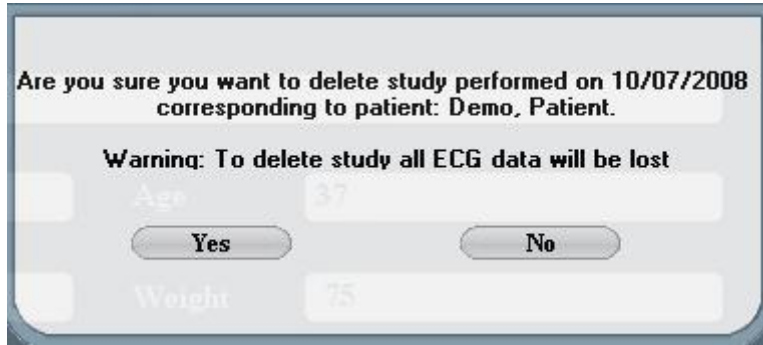 Are you sure you want to delete study performed on 10/07/2008
corresponding to patient: Demo, Patient.
Warning: To delete study all ECG data will be lost
Age 37
Yes No
Weight 75